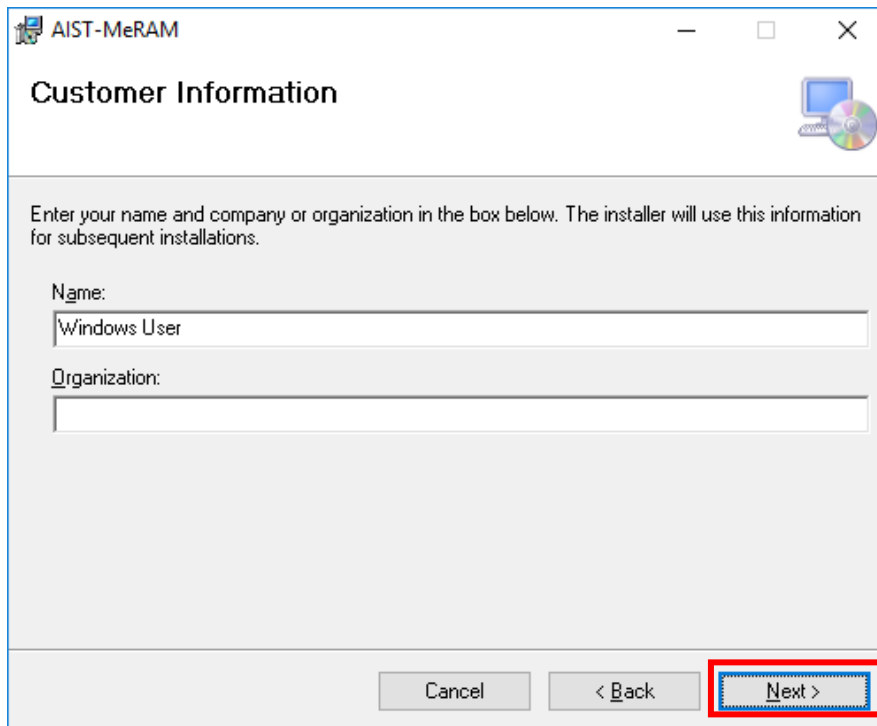 AIST-MeRAM
Customer Information
Enter your name and company or organization in the box below. The installer will use this information
for subsequent installations.
Name:
Windows User
Organization:
Cancel
< Back
Next >